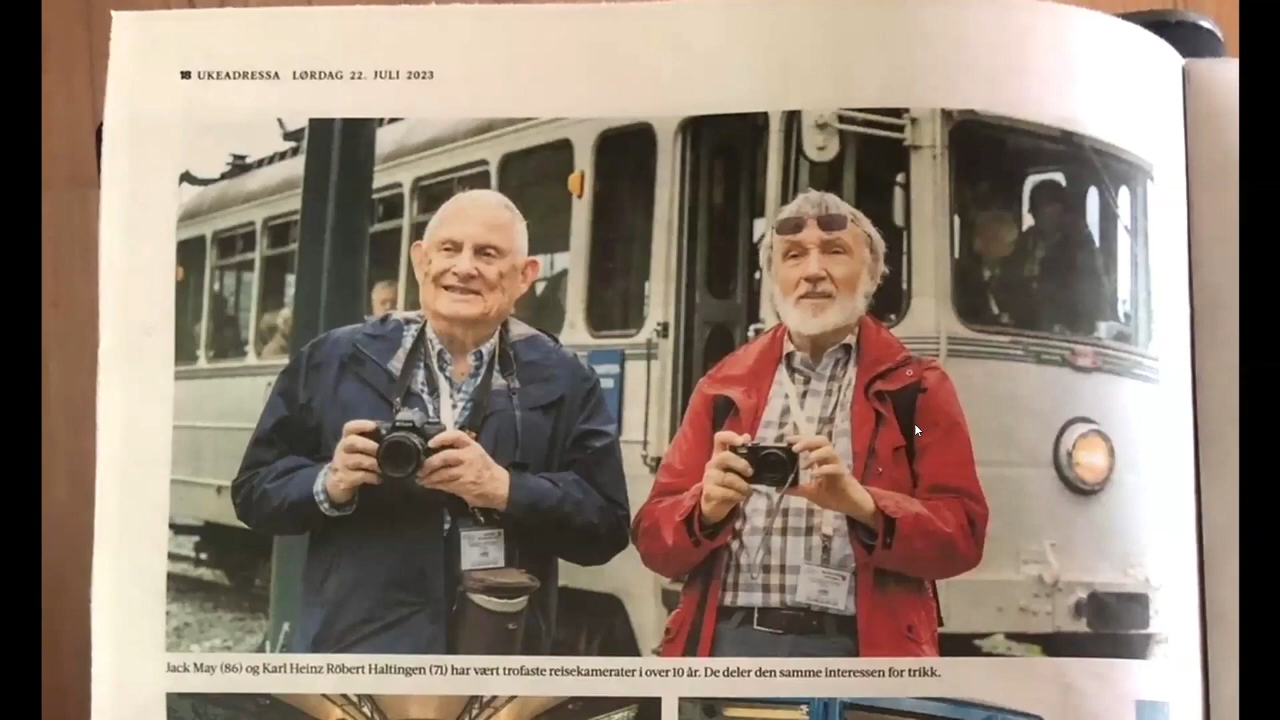 18 UKEADRESSA LØRDAG 22. JULI 2023
Jack May (86) og Karl Heinz Röbert Haltingen (71) har vært trofaste reisekamerater i over 10 år. De deler den samme interessen for trikk.